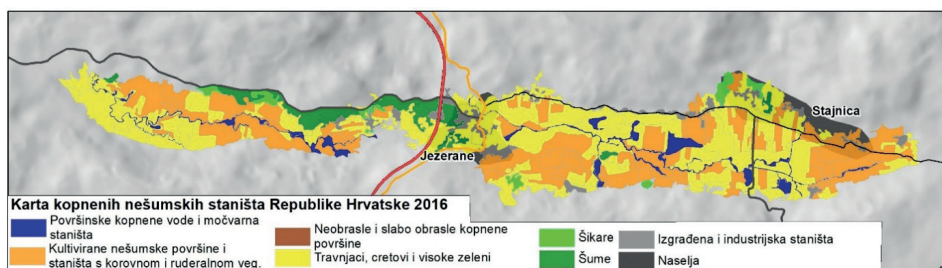 Stajnica
Jezerane
Karta kopnenih nešumskih staništa Republike Hrvatske 2016
Površinske kopnene vode i močvarna
staništa
Kultivirane nešumske površine i
staništa s korovnom i ruderalnom veg.
Neobrasle i slabo obrasle kopnene
površine
Travnjaci, cretovi i visoke zeleni
Šikare
Šume
Izgrađena i industrijska staništa
Naselja